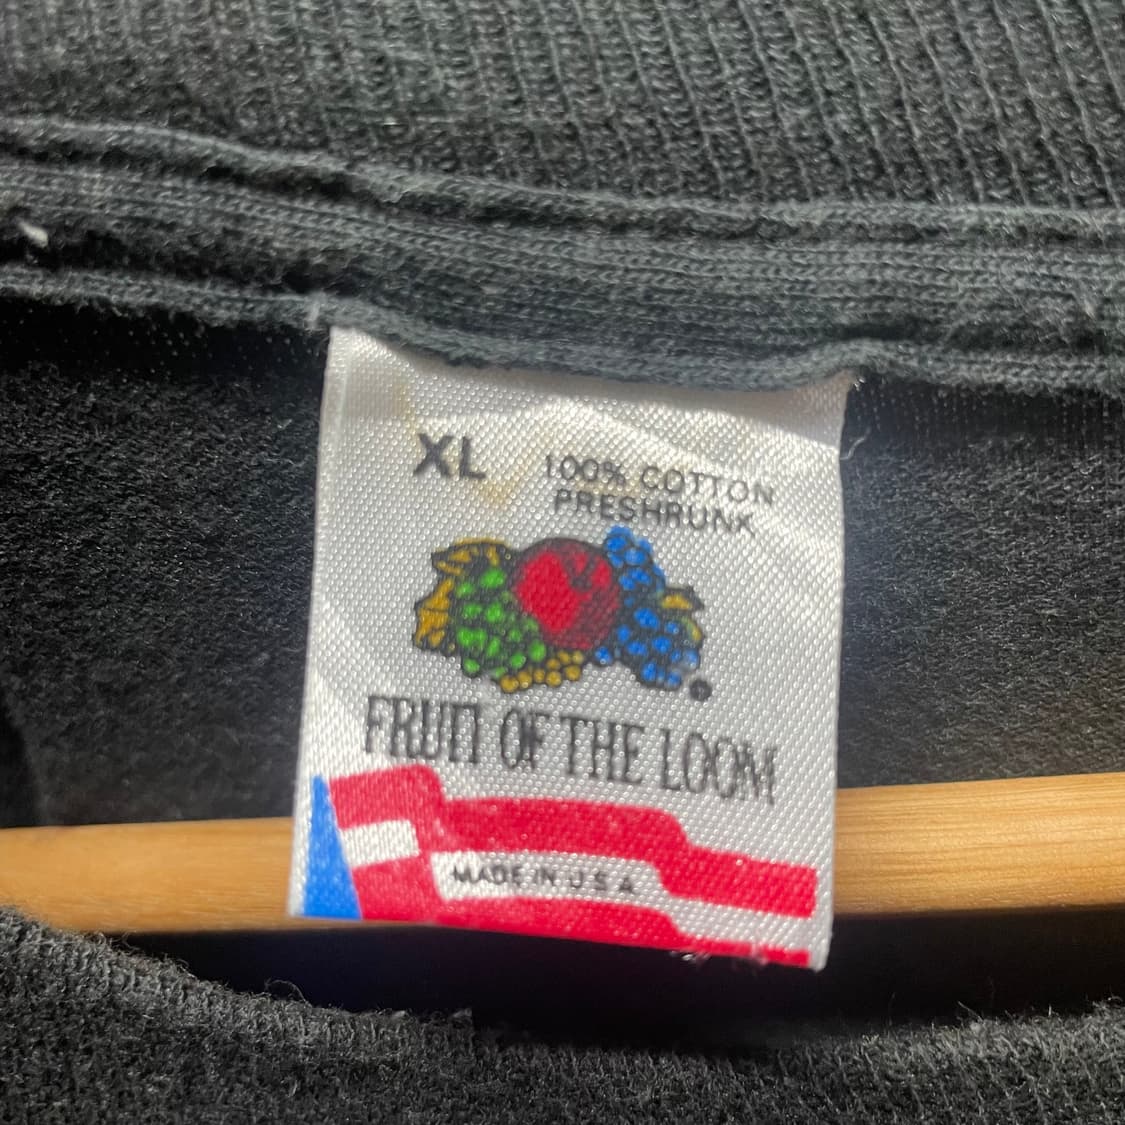 XL
100% COTTON
PRESHRUNK
FRUIT OF THE LOOM
MADE IN U S A